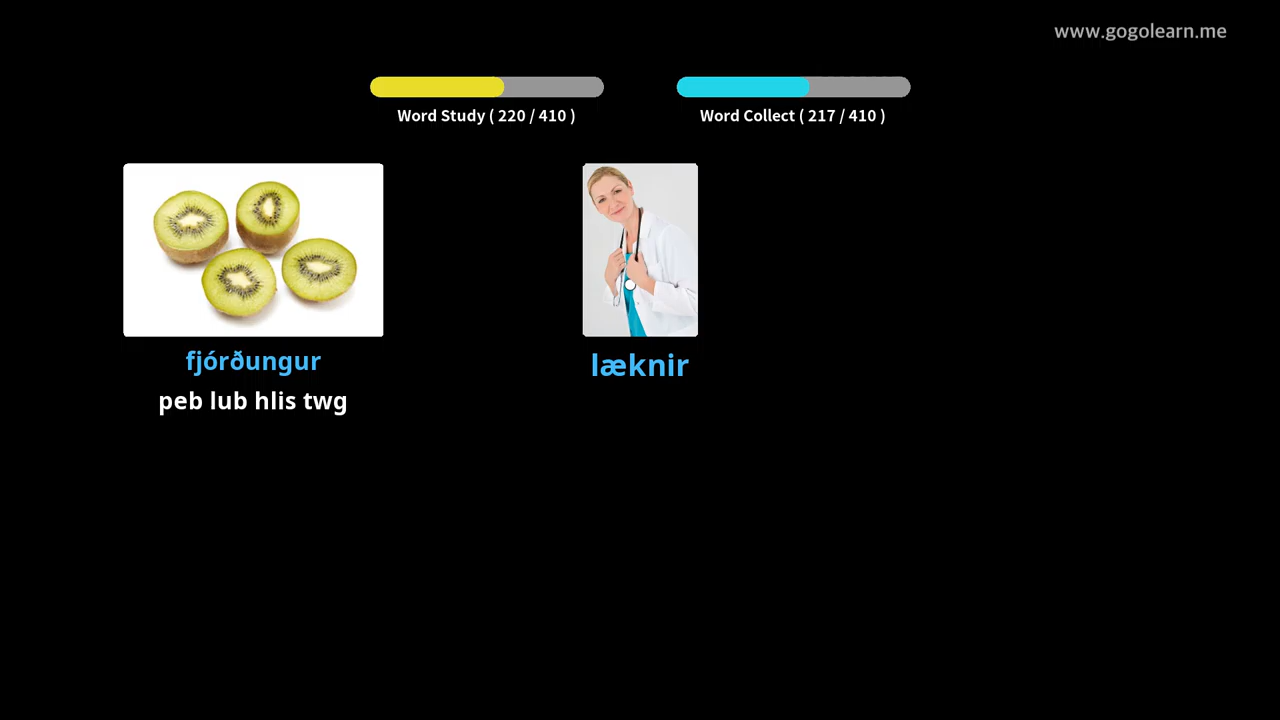 www.gogolearn.me
Word Study ( 220 / 410 )
Word Collect ( 217 / 410 )
fjórðungur
peb lub hlis twg
læknir